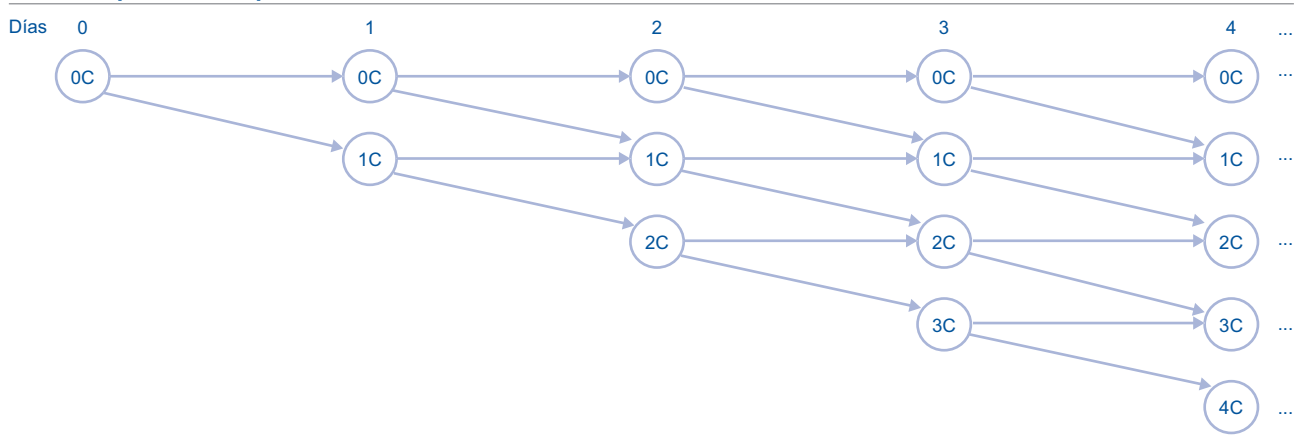 Días 0 1 2 3 4 ...
0C 0C 0C 0C 0C ...
1C 1C 1C 1C ...
2C 2C 2C ...
3C 3C ...
4C ...